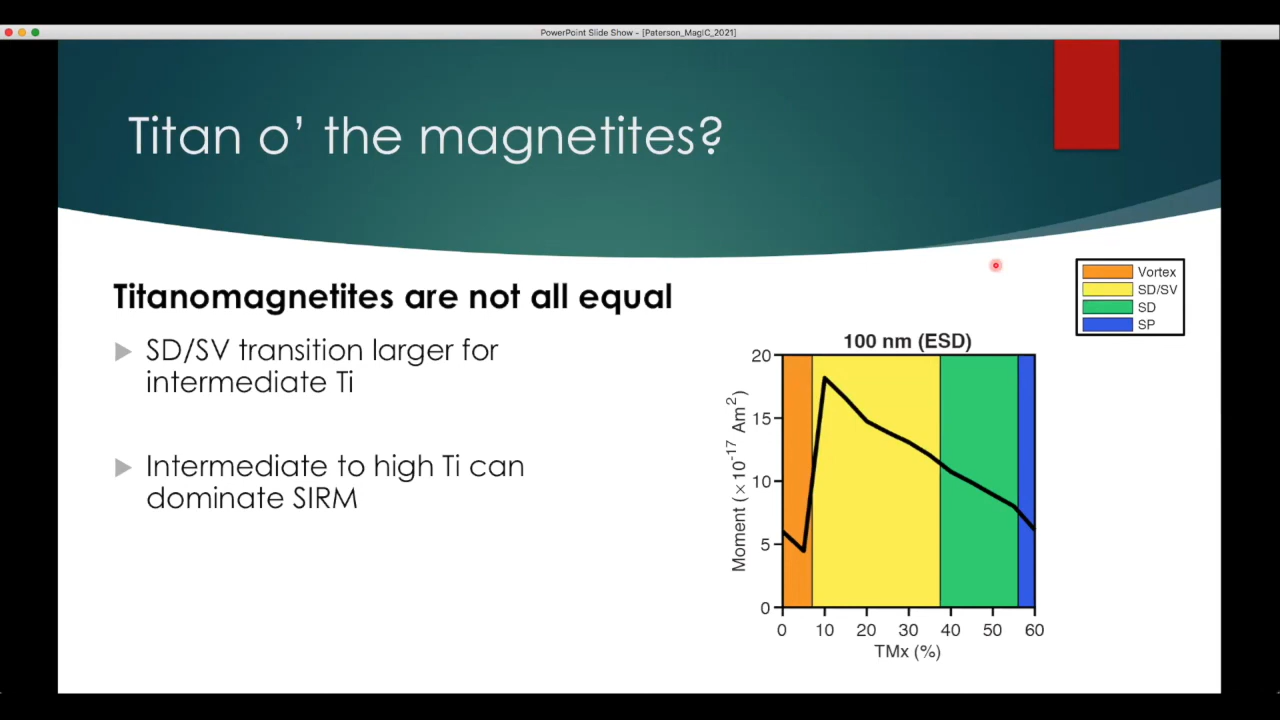 PowerPoint Slide Show - [Paterson_MagIC_2021]
Titan o’ the magnetites?
Titanomagnetites are not all equal
SD/SV transition larger for
intermediate Ti
Intermediate to high Ti can
dominate SIRM
Vortex
SD/SV
SD
SP
100 nm (ESD)
Moment (×10⁻¹⁷ Am²)
20
15
10
5
0
0 10 20 30 40 50 60
TMx (%)